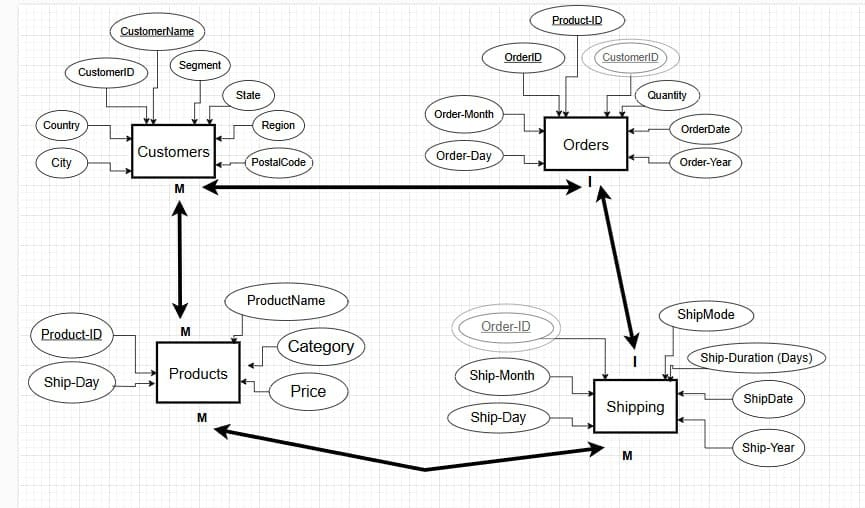 CustomerName
CustomerID
Segment
State
Country
Region
City
Customers
PostalCode
M
Product-ID
OrderID
CustomerID
Quantity
Order-Month
OrderDate
Order-Day
Orders
Order-Year
I
M
Product-ID
ProductName
Category
Ship-Day
Products
Price
M
Order-ID
ShipMode
I
Ship-Duration (Days)
Ship-Month
ShipDate
Ship-Day
Shipping
Ship-Year
M